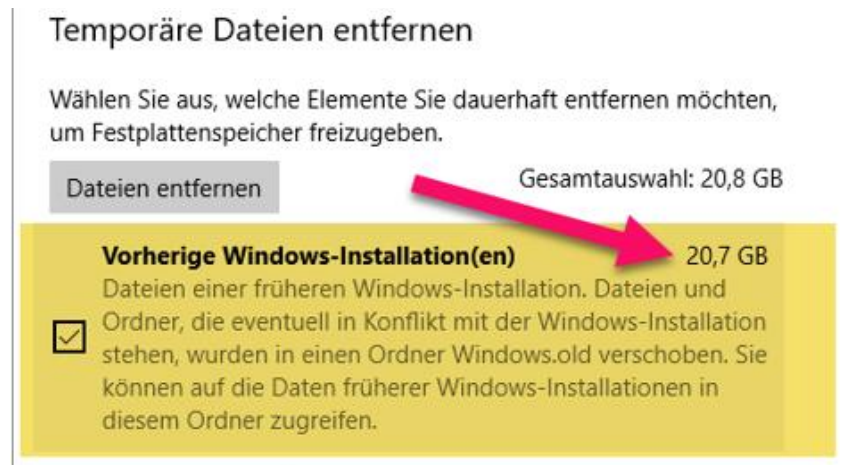 Temporäre Dateien entfernen
Wählen Sie aus, welche Elemente Sie dauerhaft entfernen möchten,
um Festplattenspeicher freizugeben.
Dateien entfernen
Gesamtauswahl: 20,8 GB
Vorherige Windows-Installation(en)
20,7 GB
Dateien einer früheren Windows-Installation. Dateien und
Ordner, die eventuell in Konflikt mit der Windows-Installation
stehen, wurden in einen Ordner Windows.old verschoben. Sie
können auf die Daten früherer Windows-Installationen in
diesem Ordner zugreifen.